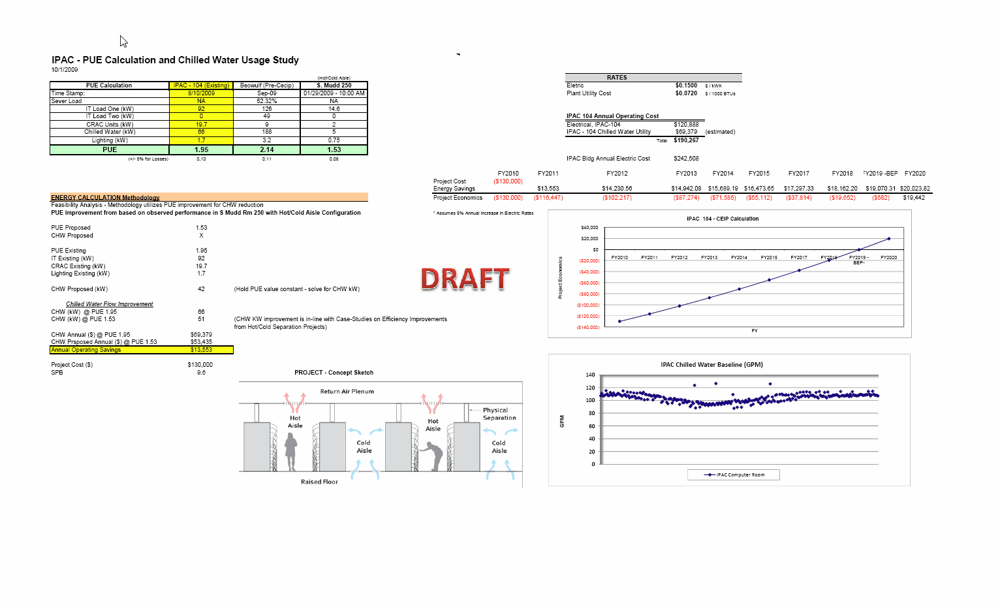 IPAC - PUE Calculation and Chilled Water Usage Study
10/1/2009
(Hot/Cold Aisle)
PUE Calculation IPAC - 104 (Existing) Beowulf (Pre-Cecip) S. Mudd 250
Time Stamp: 8/10/2009 Sep-09 01/29/2009 - 10:00 AM
Sever Load NA 52.32% NA
IT Load One (kW) 92 126 14.6
IT Load Two (kW) 0 49 0
CRAC Units (kW) 19.7 9 2
Chilled Water (kW) 66 188 5
Lighting (kW) 1.7 3.2 0.75
PUE 1.95 2.14 1.53
(+/- 5% for Losses) 0.10 0.11 0.08
RATES
Eletric $0.1500 $ / kWh
Plant Utility Cost $0.0720 $ / 1000 BTUs
IPAC 104 Annual Operating Cost
Electrical, IPAC-104 $120,888
IPAC - 104 Chilled Water Utility $69,379 (estimated)
Total $190,267
IPAC Bldg Annual Electric Cost $242,508
FY2010 FY2011 FY2012 FY2013 FY2014 FY2015 FY2017 FY2018 FY2019 -BEP FY2020
Project Cost ($130,000)
Energy Savings $13,553 $14,230.56 $14,942.08 $15,689.19 $16,473.65 $17,297.33 $18,162.20 $19,070.31 $20,023.82
Project Economics ($130,000) ($116,447) ($102,217) ($87,274) ($71,585) ($55,112) ($37,814) ($19,652) ($582) $19,442
* Assumes 5% Annual Increase in Electric Rates
ENERGY CALCULATION Methodology
Feasibility Analysis - Methodology utilizes PUE improvement for CHW reduction
PUE Improvement from based on observed performance in S Mudd Rm 250 with Hot/Cold Aisle Configuration
PUE Proposed 1.53
CHW Proposed X
PUE Existing 1.95
IT Existing (kW) 92
CRAC Existing (kW) 19.7
Lighting Existing (kW) 1.7
CHW Proposed (kW) 42 (Hold PUE value constant - solve for CHW kW)
Chilled Water Flow Improvement
CHW (kW) @ PUE 1.95 66
CHW (kW) @ PUE 1.53 51 (CHW KW improvement is in-line with Case-Studies on Efficiency Improvements
from Hot/Cold Separation Projects)
CHW Annual ($) @ PUE 1.95 $69,379
CHW Prsposed Annual ($) @ PUE 1.53 $53,435
Annual Operating Savings $13,553
Project Cost ($) $130,000
SPB 9.6
DRAFT
IPAC 104 - CEIP Calculation
$40,000
$20,000
$0
($20,000)
($40,000)
($60,000)
($80,000)
($100,000)
($120,000)
($140,000)
Project Economics
FY2010 FY2011 FY2012 FY2013 FY2014 FY2015 FY2017 FY2018 FY2019 - FY2020
BEP-
FY
PROJECT - Concept Sketch
Return Air Plenum
Hot
Aisle
Cold
Aisle
Hot
Aisle
Physical
Separation
Cold
Aisle
Raised Floor
IPAC Chilled Water Baseline (GPM)
140
120
100
80
60
40
20
0
GPM
IPAC Computer Room